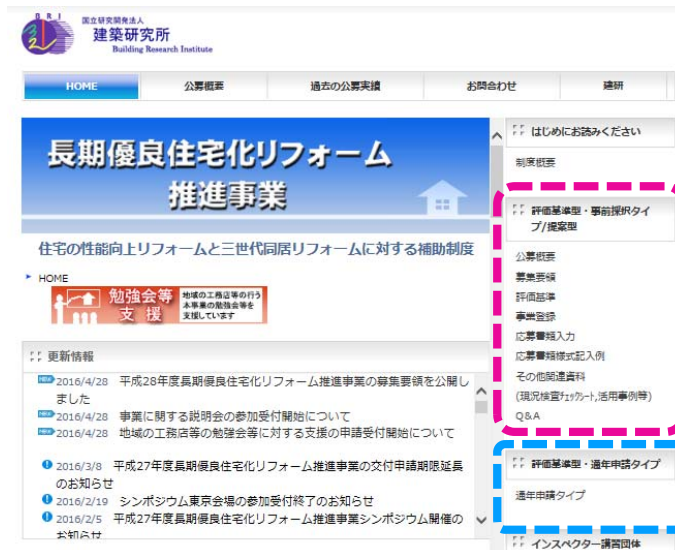 B R I
国立研究開発法人
建築研究所
Building Research Institute
HOME 公募概要 過去の公募実績 お問合わせ 建研
長期優良住宅化リフォーム
推進事業
住宅の性能向上リフォームと三世代同居リフォームに対する補助制度
HOME
勉強会等
支援
地域の工務店等の行う
本事業の勉強会等を
支援しています
更新情報
2016/4/28 平成28年度長期優良住宅化リフォーム推進事業の募集要領を公開し
ました
2016/4/28 事業に関する説明会の参加受付開始について
2016/4/28 地域の工務店等の勉強会等に対する支援の申請受付開始について
2016/3/8 平成27年度長期優良住宅化リフォーム推進事業の交付申請期限延長
のお知らせ
2016/2/19 シンポジウム東京会場の参加受付終了のお知らせ
2016/2/5 平成27年度長期優良住宅化リフォーム推進事業シンポジウム開催の
お知らせ
はじめにお読みください
制度概要
評価基準型・事前採択タイ
プ/提案型
公募概要
募集要領
評価基準
事業登録
応募書類入力
応募書類様式記入例
その他関連資料
(現況検査チェックシート,活用事例等)
Q&A
評価基準型・通年申請タイプ
通年申請タイプ
インスペクター講習団体